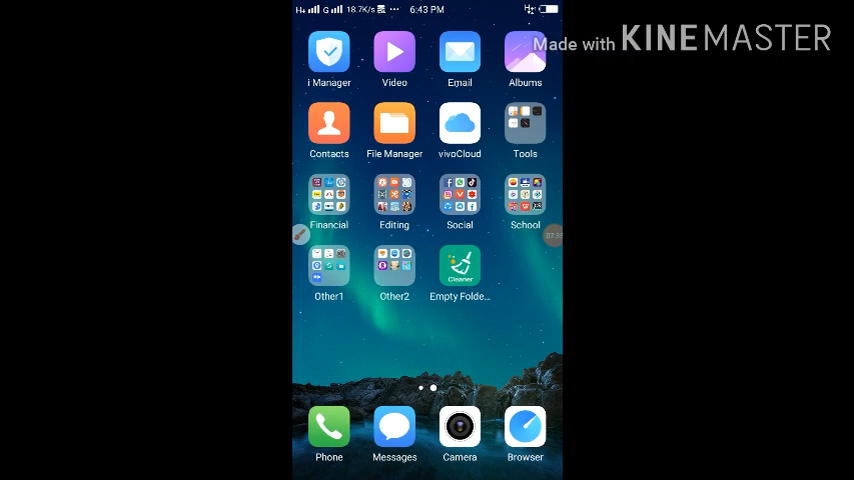 H+ G 18.7K/s ... 6:43 PM
Made with KINEMASTER
i Manager Video Email Albums
Contacts File Manager vivoCloud Tools
Financial Editing Social School
Cleaner
Other1 Other2 Empty Folde...
Phone Messages Camera Browser